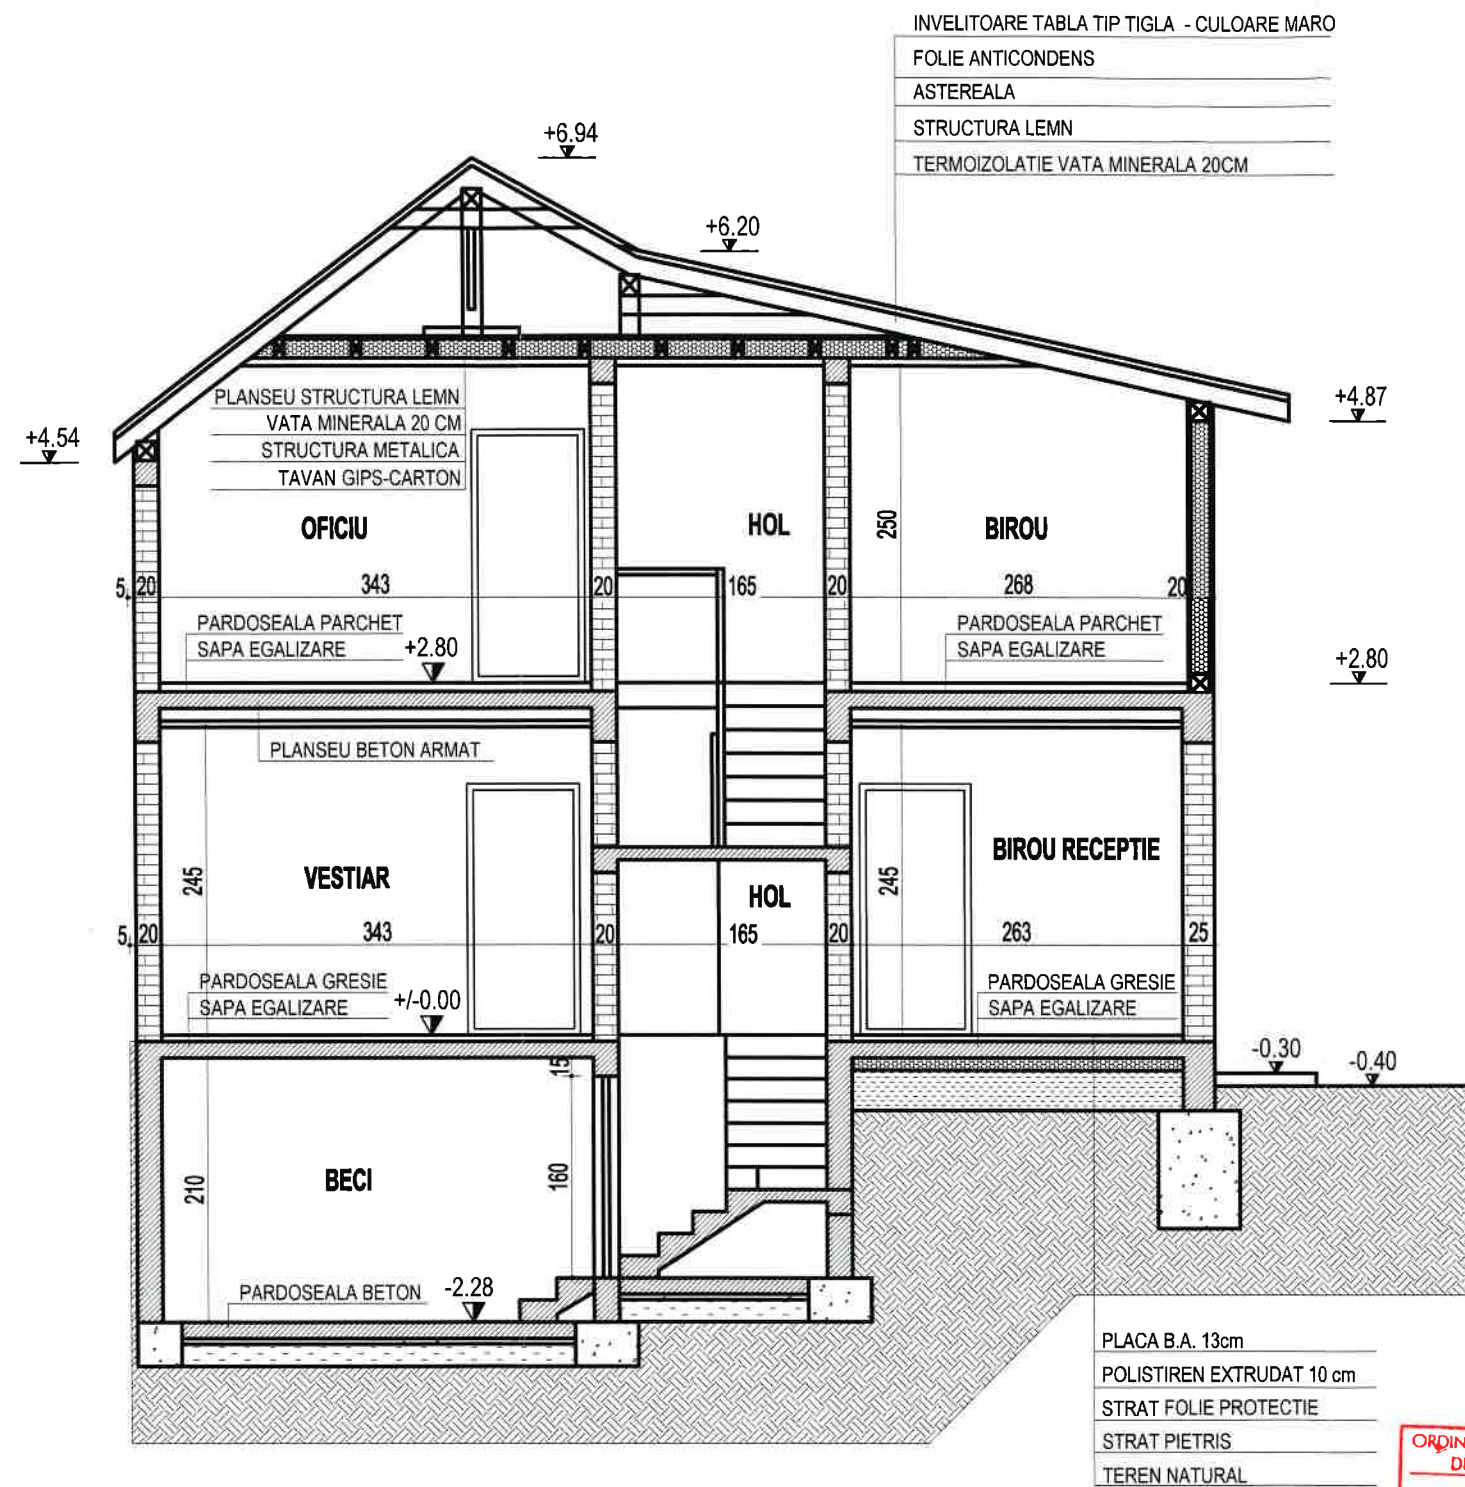 INVELITOARE TABLA TIP TIGLA - CULOARE MARO
FOLIE ANTICONDENS
ASTEREALA
STRUCTURA LEMN
TERMOIZOLATIE VATA MINERALA 20CM
+6.94
+6.20
+4.87
+4.54
PLANSEU STRUCTURA LEMN
VATA MINERALA 20 CM
STRUCTURA METALICA
TAVAN GIPS-CARTON
OFICIU
HOL
250
BIROU
5 20 343 20 165 20 268 20
PARDOSEALA PARCHET
SAPA EGALIZARE
+2.80
PARDOSEALA PARCHET
SAPA EGALIZARE
+2.80
PLANSEU BETON ARMAT
245
VESTIAR
HOL
245
BIROU RECEPTIE
5 20 343 20 165 20 263 25
PARDOSEALA GRESIE
SAPA EGALIZARE
+/-0.00
PARDOSEALA GRESIE
SAPA EGALIZARE
-0.30
-0.40
15
210
BECI
160
PARDOSEALA BETON
-2.28
PLACA B.A. 13cm
POLISTIREN EXTRUDAT 10 cm
STRAT FOLIE PROTECTIE
STRAT PIETRIS
TEREN NATURAL
ORDIN